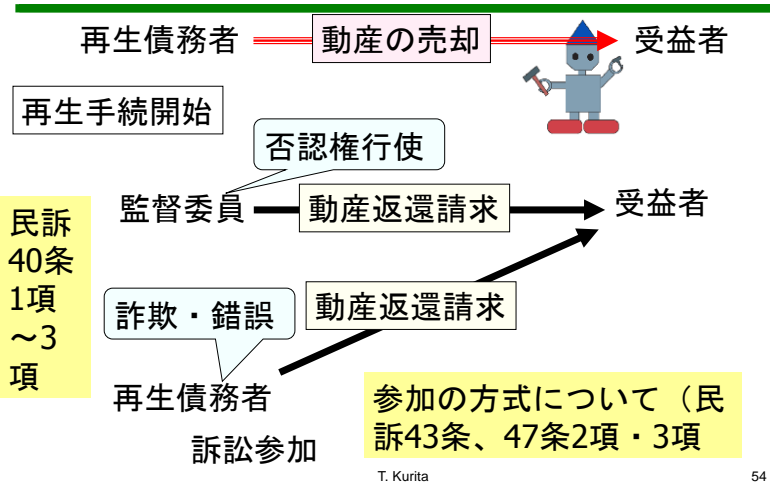 再生債務者
動産の売却
受益者
再生手続開始
否認権行使
監督委員
動産返還請求
受益者
民訴
40条
1項
～3
項
詐欺・錯誤
動産返還請求
再生債務者
訴訟参加
参加の方式について（民
訴43条、47条2項・3項
T. Kurita
54